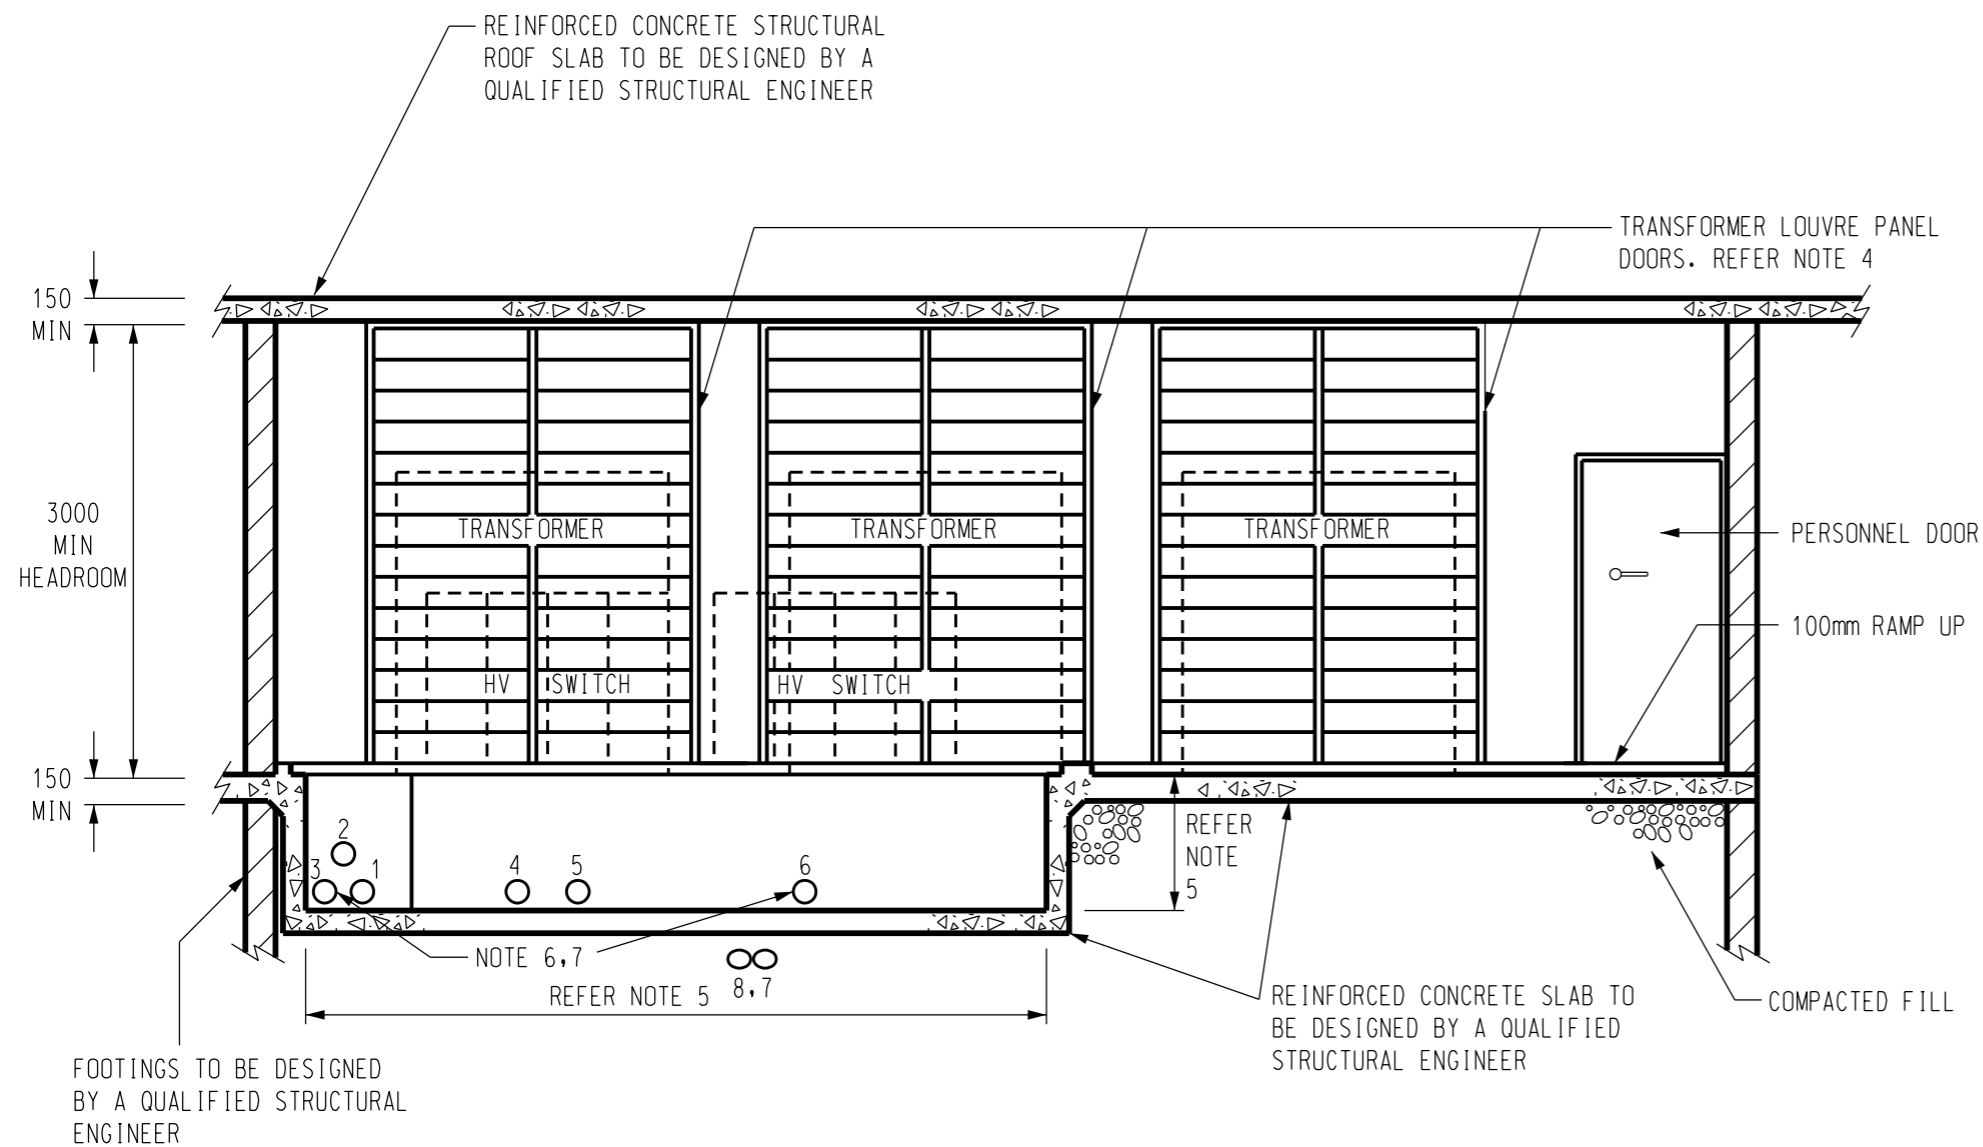 REINFORCED CONCRETE STRUCTURAL
ROOF SLAB TO BE DESIGNED BY A
QUALIFIED STRUCTURAL ENGINEER
TRANSFORMER LOUVRE PANEL
DOORS. REFER NOTE 4
150
MIN
3000
MIN
HEADROOM
TRANSFORMER
TRANSFORMER
TRANSFORMER
PERSONNEL DOOR
100mm RAMP UP
HV SWITCH
HV SWITCH
150
MIN
2
3
1
4
5
6
REFER
NOTE
5
NOTE 6,7
8,7
REFER NOTE 5
REINFORCED CONCRETE SLAB TO
BE DESIGNED BY A QUALIFIED
STRUCTURAL ENGINEER
COMPACTED FILL
FOOTINGS TO BE DESIGNED
BY A QUALIFIED STRUCTURAL
ENGINEER